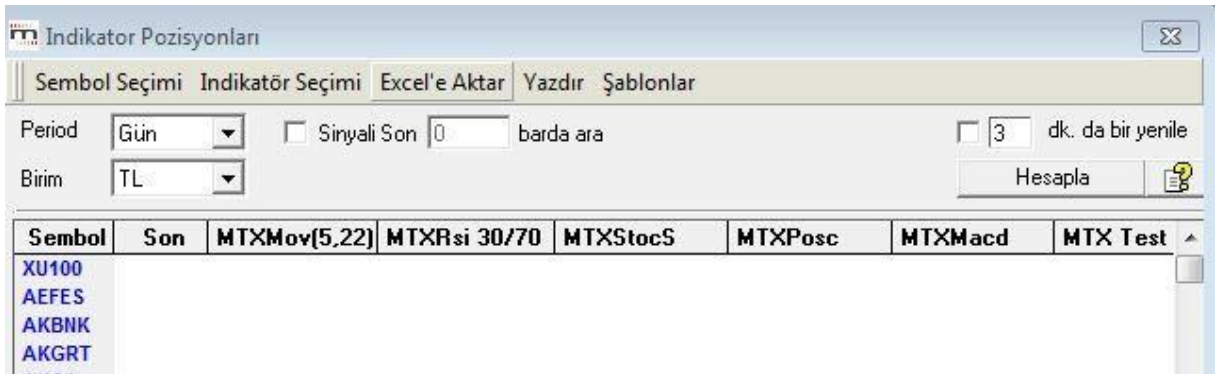 Indikator Pozisyonları
Sembol Seçimi Indikatör Seçimi Excel'e Aktar Yazdır Şablonlar
Period Gün Sinyali Son 0 barda ara 3 dk. da bir yenile
Birim TL Hesapla
Sembol Son MTXMov(5,22) MTXRsi 30/70 MTXStocS MTXPosc MTXMacd MTX Test
XU100
AEFES
AKBNK
AKGRT